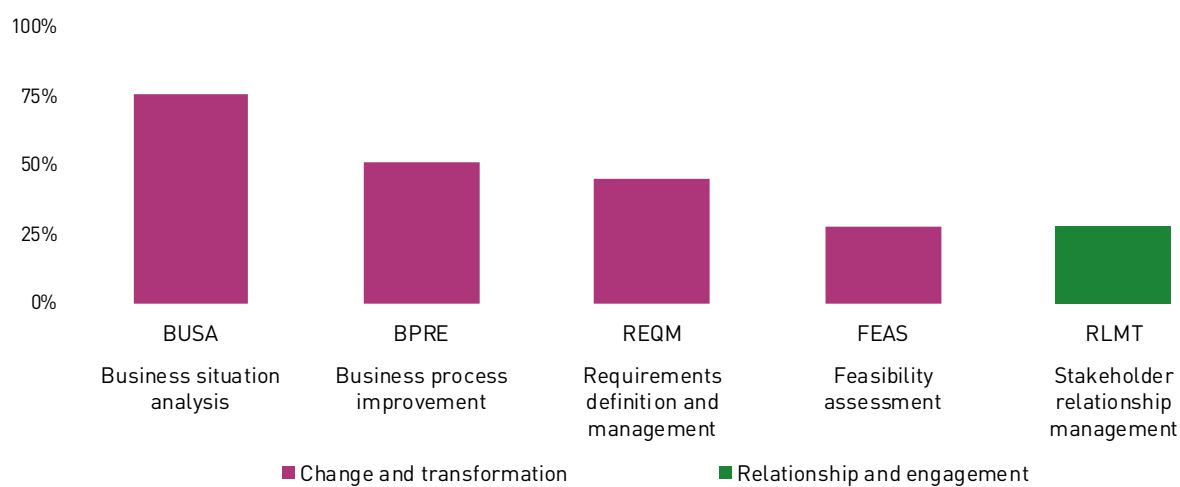 100%
75%
50%
25%
0%
BUSA
Business situation
analysis
BPRE
Business process
improvement
REQM
Requirements
definition and
management
FEAS
Feasibility
assessment
RLMT
Stakeholder
relationship
management
Change and transformation
Relationship and engagement